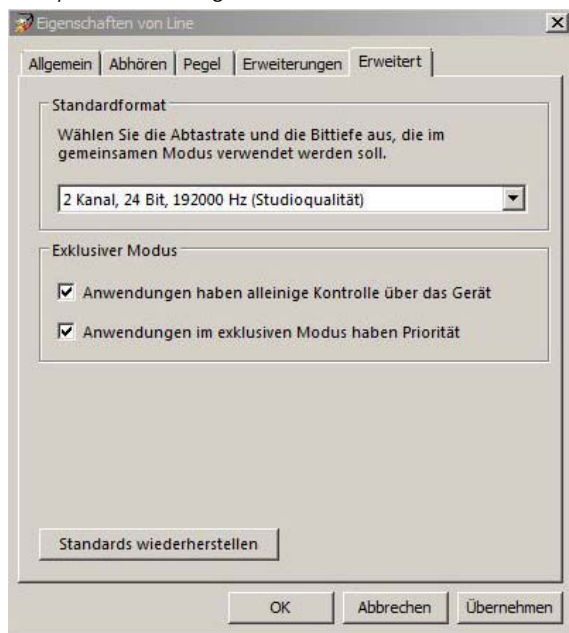 Eigenschaften von Line
Allgemein Abhören Pegel Erweiterungen Erweitert
Standardformat
Wählen Sie die Abtastrate und die Bittiefe aus, die im
gemeinsamen Modus verwendet werden soll.
2 Kanal, 24 Bit, 192000 Hz (Studioqualität)
Exklusiver Modus
Anwendungen haben alleinige Kontrolle über das Gerät
Anwendungen im exklusiven Modus haben Priorität
Standards wiederherstellen
OK Abbrechen Übernehmen